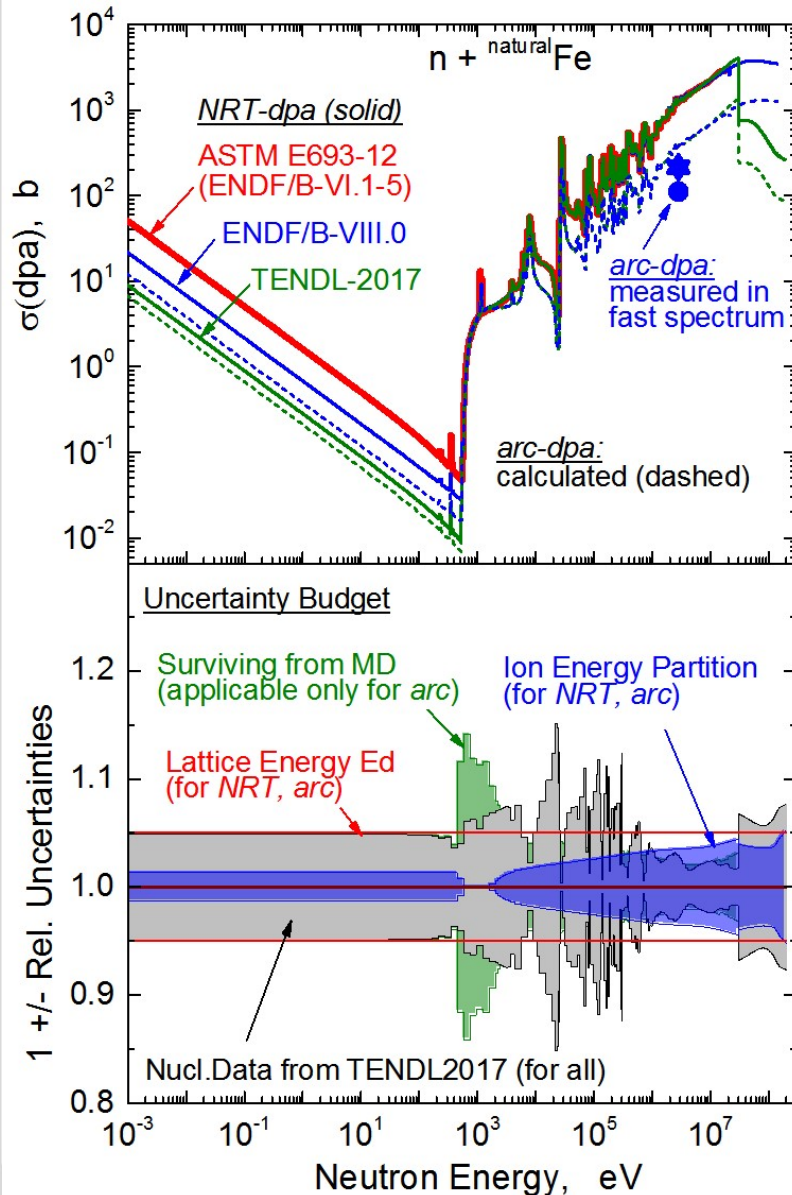 n + naturalFe
NRT-dpa (solid)
ASTM E693-12
(ENDF/B-VI.1-5)
ENDF/B-VIII.0
TENDL-2017
arc-dpa:
measured in
fast spectrum
arc-dpa:
calculated (dashed)
σ(dpa), b
10^4
10^3
10^2
10^1
10^0
10^-1
10^-2
Uncertainty Budget
Surviving from MD
(applicable only for arc)
Ion Energy Partition
(for NRT, arc)
Lattice Energy Ed
(for NRT, arc)
Nucl.Data from TENDL2017 (for all)
1 +/- Rel. Uncertainties
1.2
1.1
1.0
0.9
0.8
10^-3 10^-1 10^1 10^3 10^5 10^7
Neutron Energy, eV